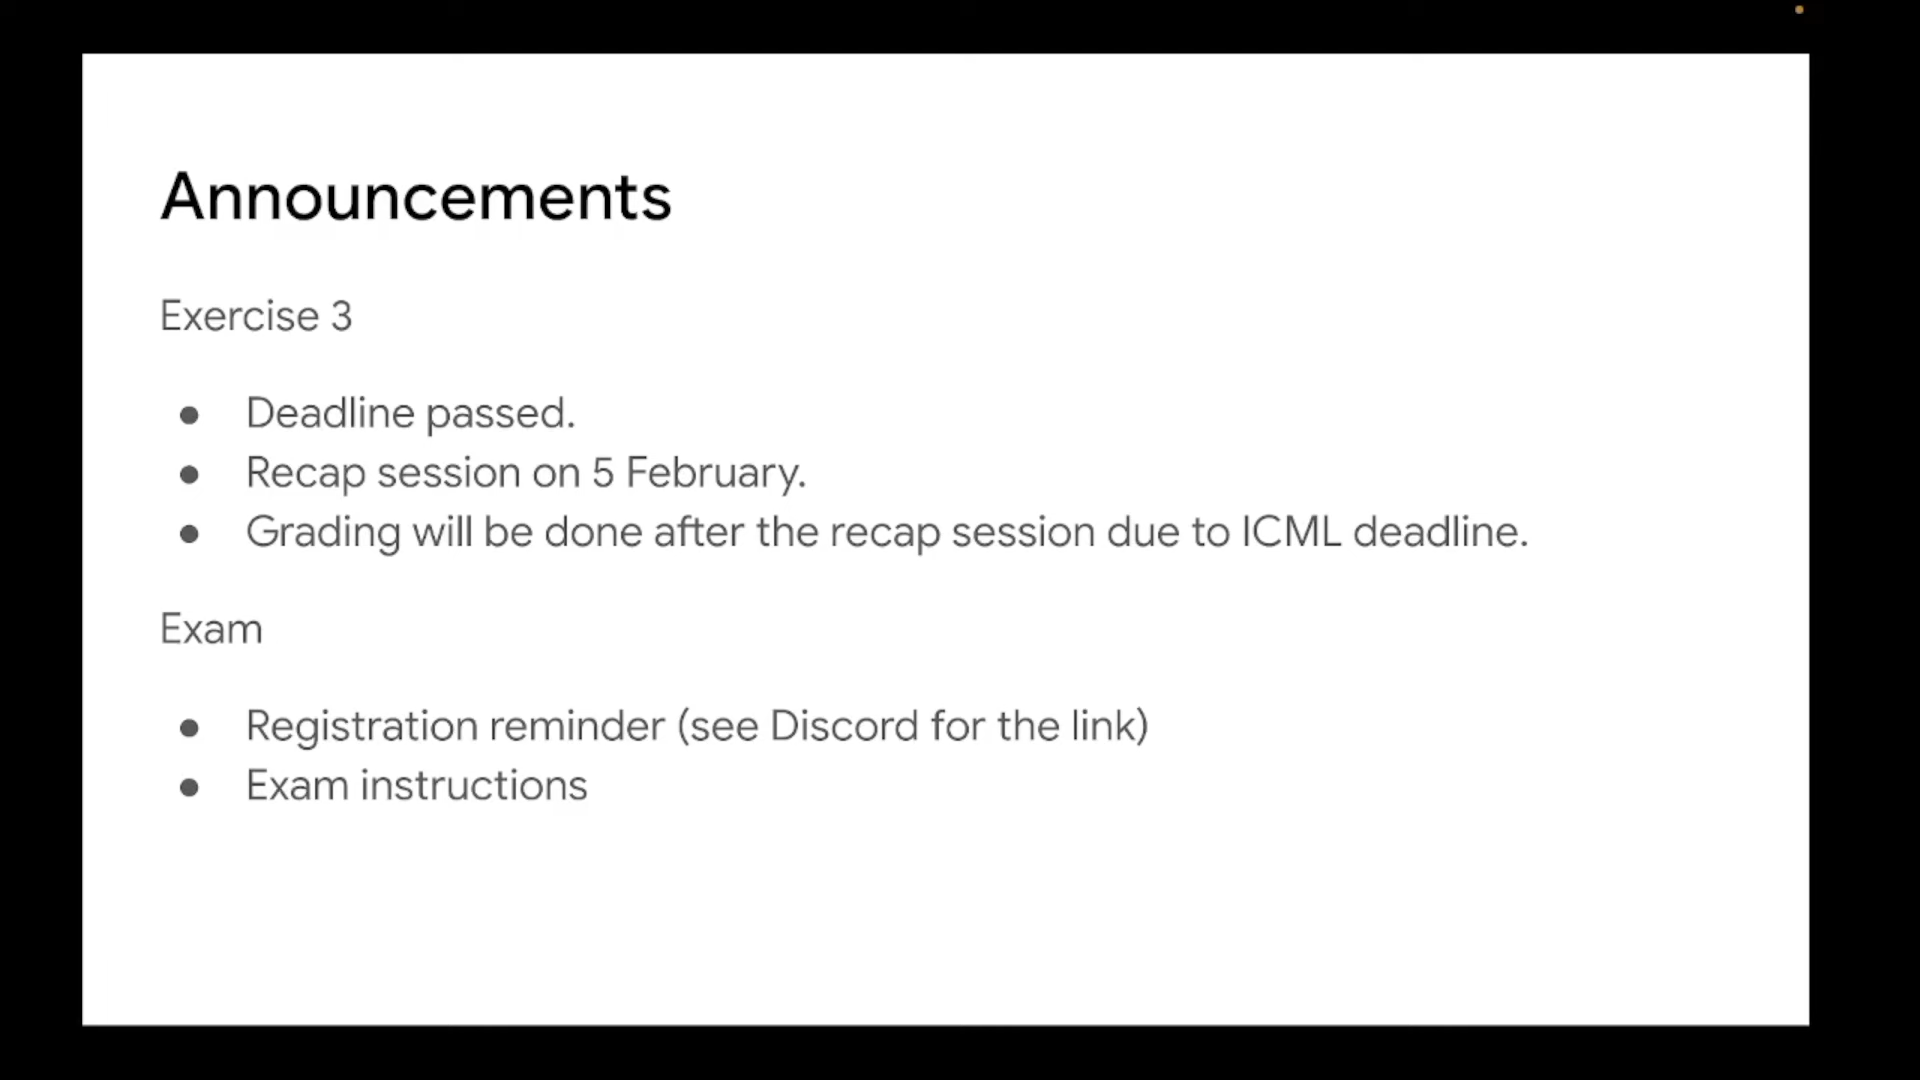 Announcements
Exercise 3
● Deadline passed.
● Recap session on 5 February.
● Grading will be done after the recap session due to ICML deadline.
Exam
● Registration reminder (see Discord for the link)
● Exam instructions